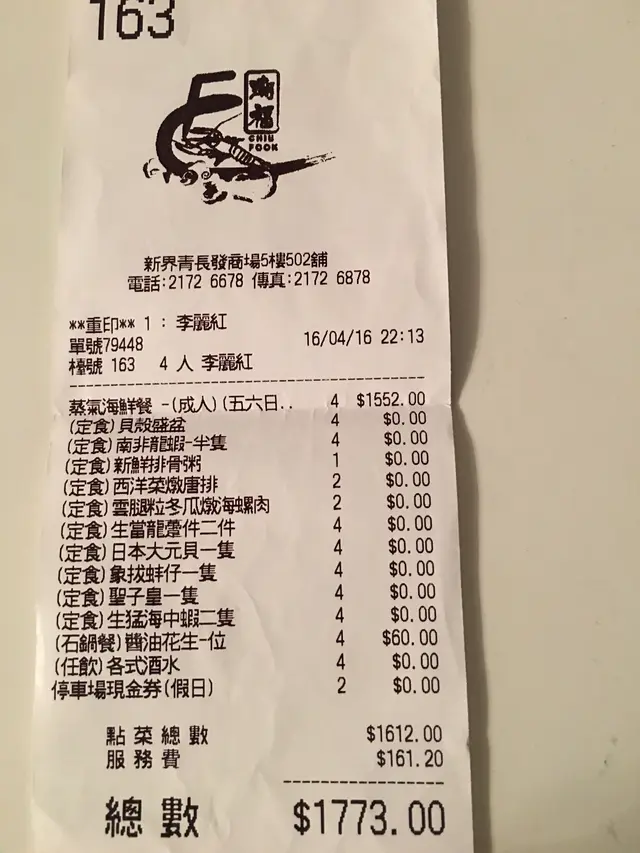 163
福
CHIU
FOOK
新界青長發商場5樓502舖
電話:2172 6678 傳真:2172 6878
**重印** 1 : 李麗紅
單號79448 16/04/16 22:13
檯號 163 4 人 李麗紅
蒸氣海鮮餐 -(成人)(五六日.. 4 $1552.00
(定食)貝殼盛盆 4 $0.00
(定食)南非龍蝦-半隻 4 $0.00
(定食)新鮮排骨粥 1 $0.00
(定食)西洋菜燉唐排 2 $0.00
(定食)雲腿粒冬瓜燉海螺肉 2 $0.00
(定食)生當龍躉件二件 4 $0.00
(定食)日本大元貝一隻 4 $0.00
(定食)象拔蚌仔一隻 4 $0.00
(定食)聖子皇一隻 4 $0.00
(定食)生猛海中蝦二隻 4 $0.00
(石鍋餐)醬油花生-位 4 $60.00
(任飲)各式酒水 4 $0.00
停車場現金券(假日) 2 $0.00
點菜總數 $1612.00
服務費 $161.20
總數 $1773.00